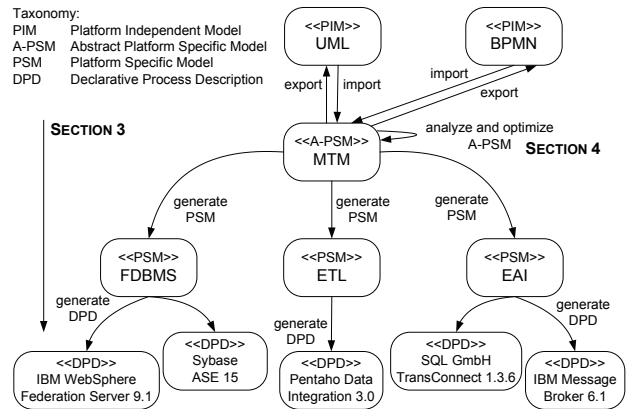 Taxonomy:
PIM Platform Independent Model
A-PSM Abstract Platform Specific Model
PSM Platform Specific Model
DPD Declarative Process Description
<<PIM>>
UML
<<PIM>>
BPMN
export
import
import
export
SECTION 3
<<A-PSM>>
MTM
analyze and optimize
A-PSM
SECTION 4
generate
PSM
generate
PSM
generate
PSM
<<PSM>>
FDBMS
<<PSM>>
ETL
<<PSM>>
EAI
generate
DPD
generate
DPD
generate
DPD
<<DPD>>
IBM WebSphere
Federation Server 9.1
<<DPD>>
Sybase
ASE 15
<<DPD>>
Pentaho Data
Integration 3.0
<<DPD>>
SQL GmbH
TransConnect 1.3.6
<<DPD>>
IBM Message
Broker 6.1